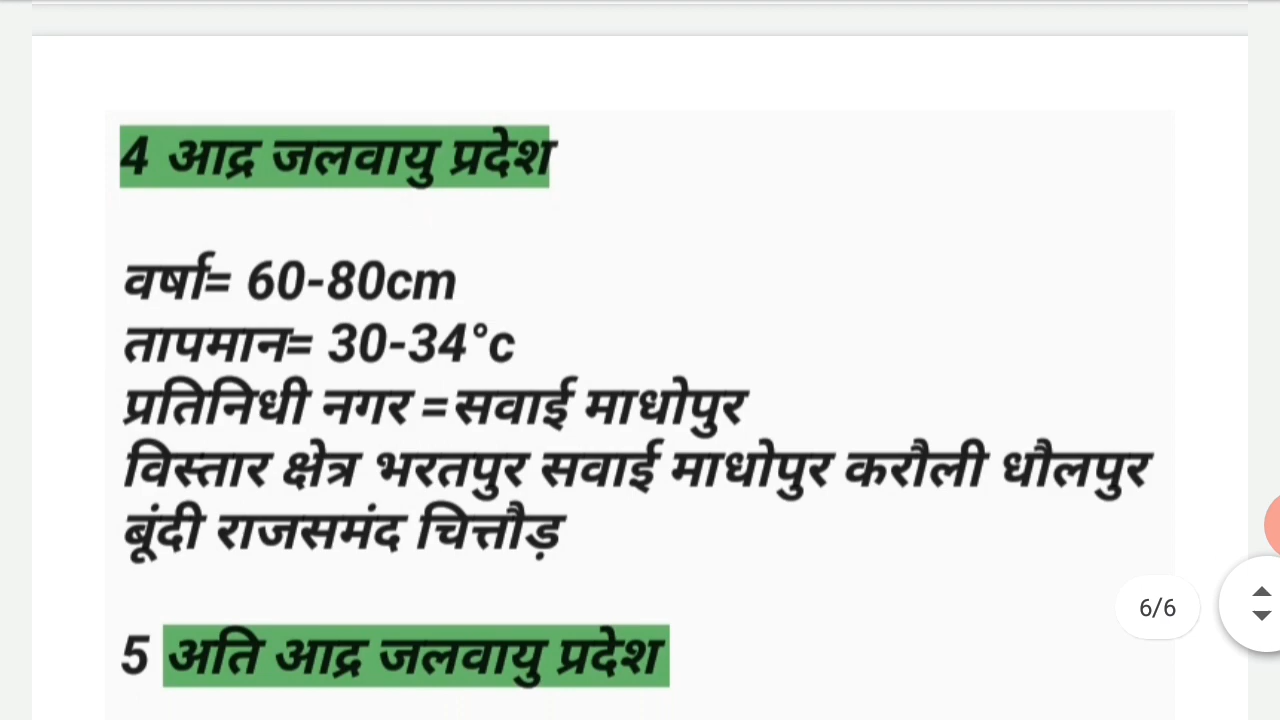 4 आद्र जलवायु प्रदेश
वर्षा= 60-80cm
तापमान= 30-34°c
प्रतिनिधी नगर =सवाई माधोपुर
विस्तार क्षेत्र भरतपुर सवाई माधोपुर करौली धौलपुर
बूंदी राजसमंद चित्तौड़
6/6
5 अति आद्र जलवायु प्रदेश